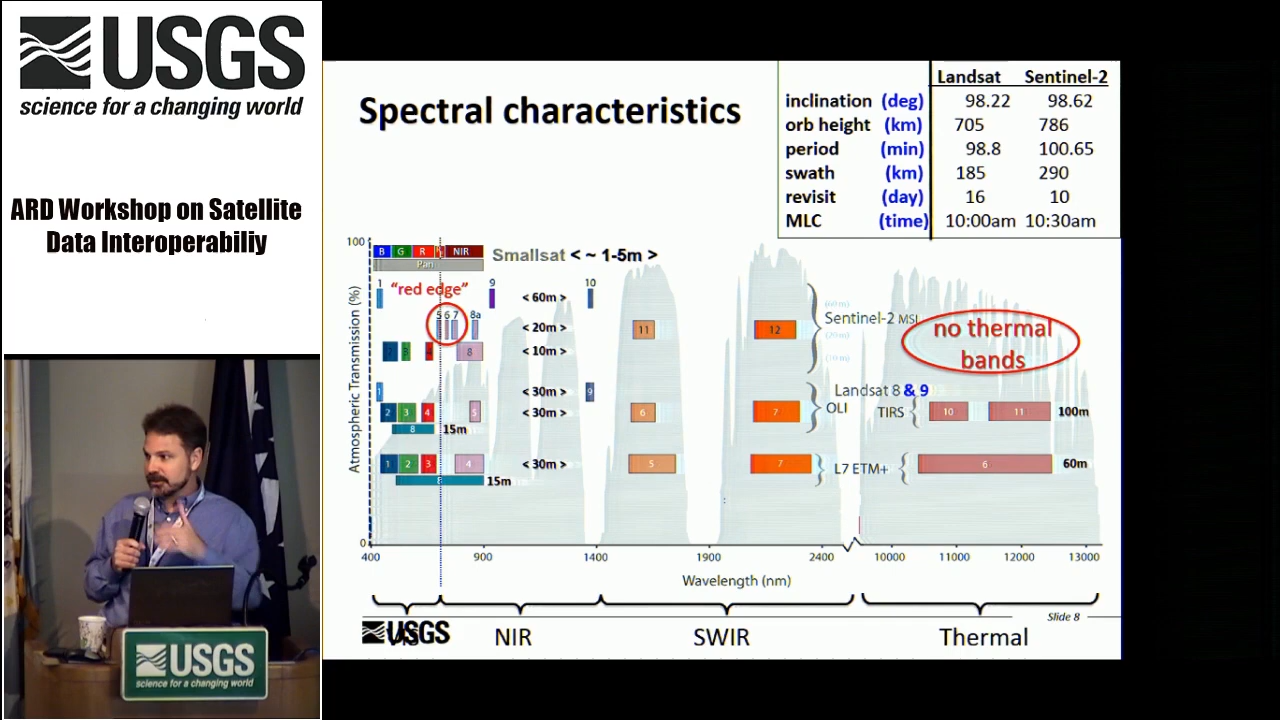 USGS
science for a changing world
ARD Workshop on Satellite
Data Interoperabiliy
USGS
science for a changing world
Spectral characteristics
Landsat Sentinel-2
inclination (deg) 98.22 98.62
orb height (km) 705 786
period (min) 98.8 100.65
swath (km) 185 290
revisit (day) 16 10
MLC (time) 10:00am 10:30am
Atmospheric Transmission (%)
100
0
B G R NIR
Pan
Smallsat < ~ 1-5m >
"red edge"
1 9 < 60m > 10
5 6 7 8a < 20m > 11 12
8 < 10m >
Sentinel-2 MSI
(60 m)
(20 m)
(10 m)
no thermal
bands
1 < 30m > 9
2 3 4 5 < 30m > 6 7
8 15m
Landsat 8 & 9
OLI
TIRS 10 11 100m
1 2 3 4 < 30m > 5 7 L7 ETM+ 6 60m
8 15m
400 900 1400 1900 2400 10000 11000 12000 13000
Wavelength (nm)
Slide 8
USGS
VIS NIR SWIR Thermal